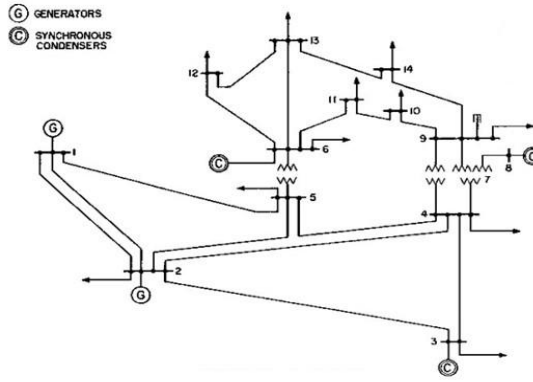 G GENERATORS
C SYNCHRONOUS
CONDENSERS
13
14
12
11
10
G
9
1
C
6
C
8
7
5
4
2
G
3
C